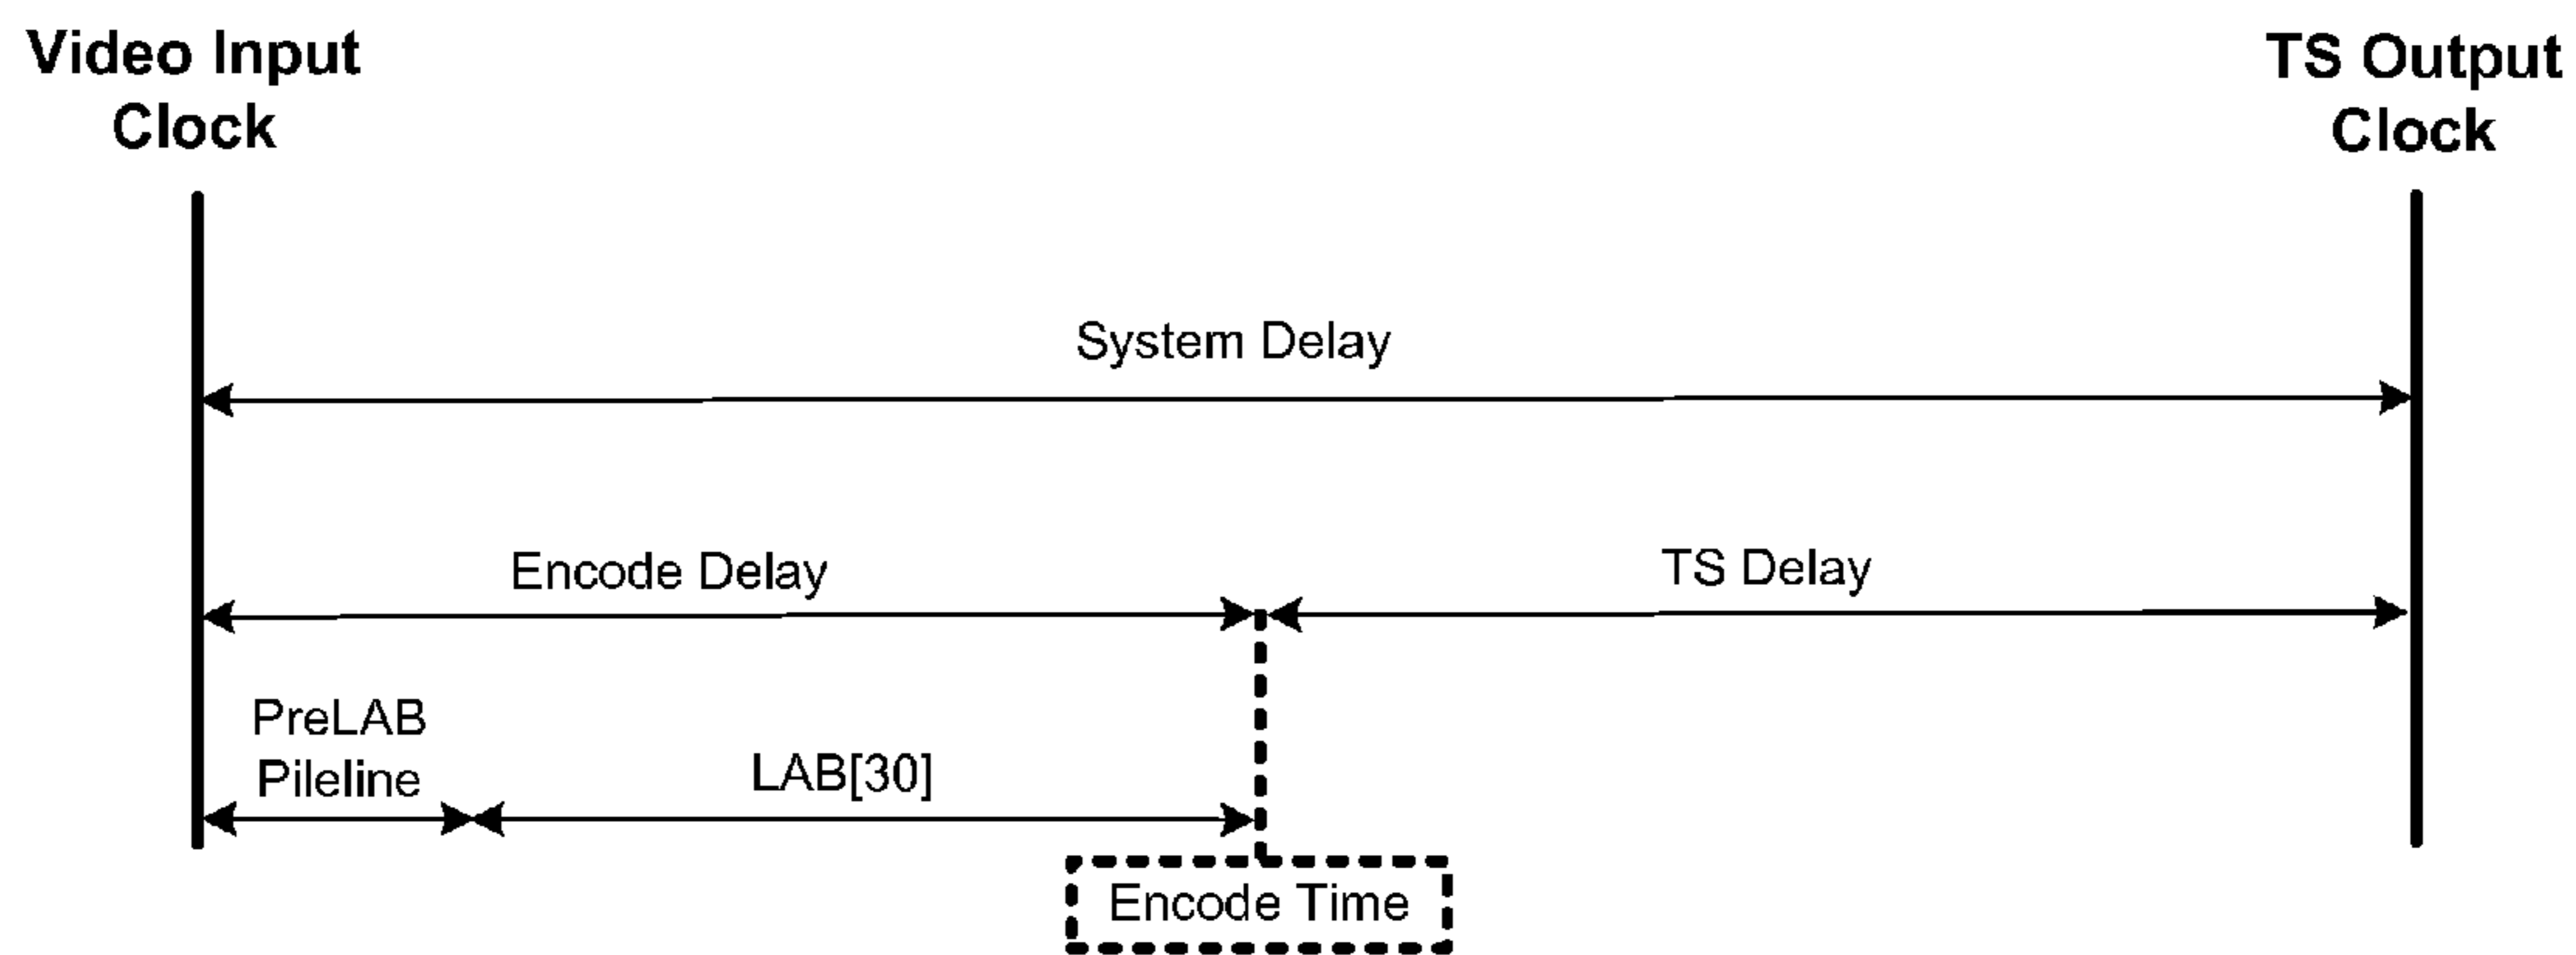 Video Input
Clock
TS Output
Clock
System Delay
Encode Delay
TS Delay
PreLAB
Pileline
LAB[30]
Encode Time